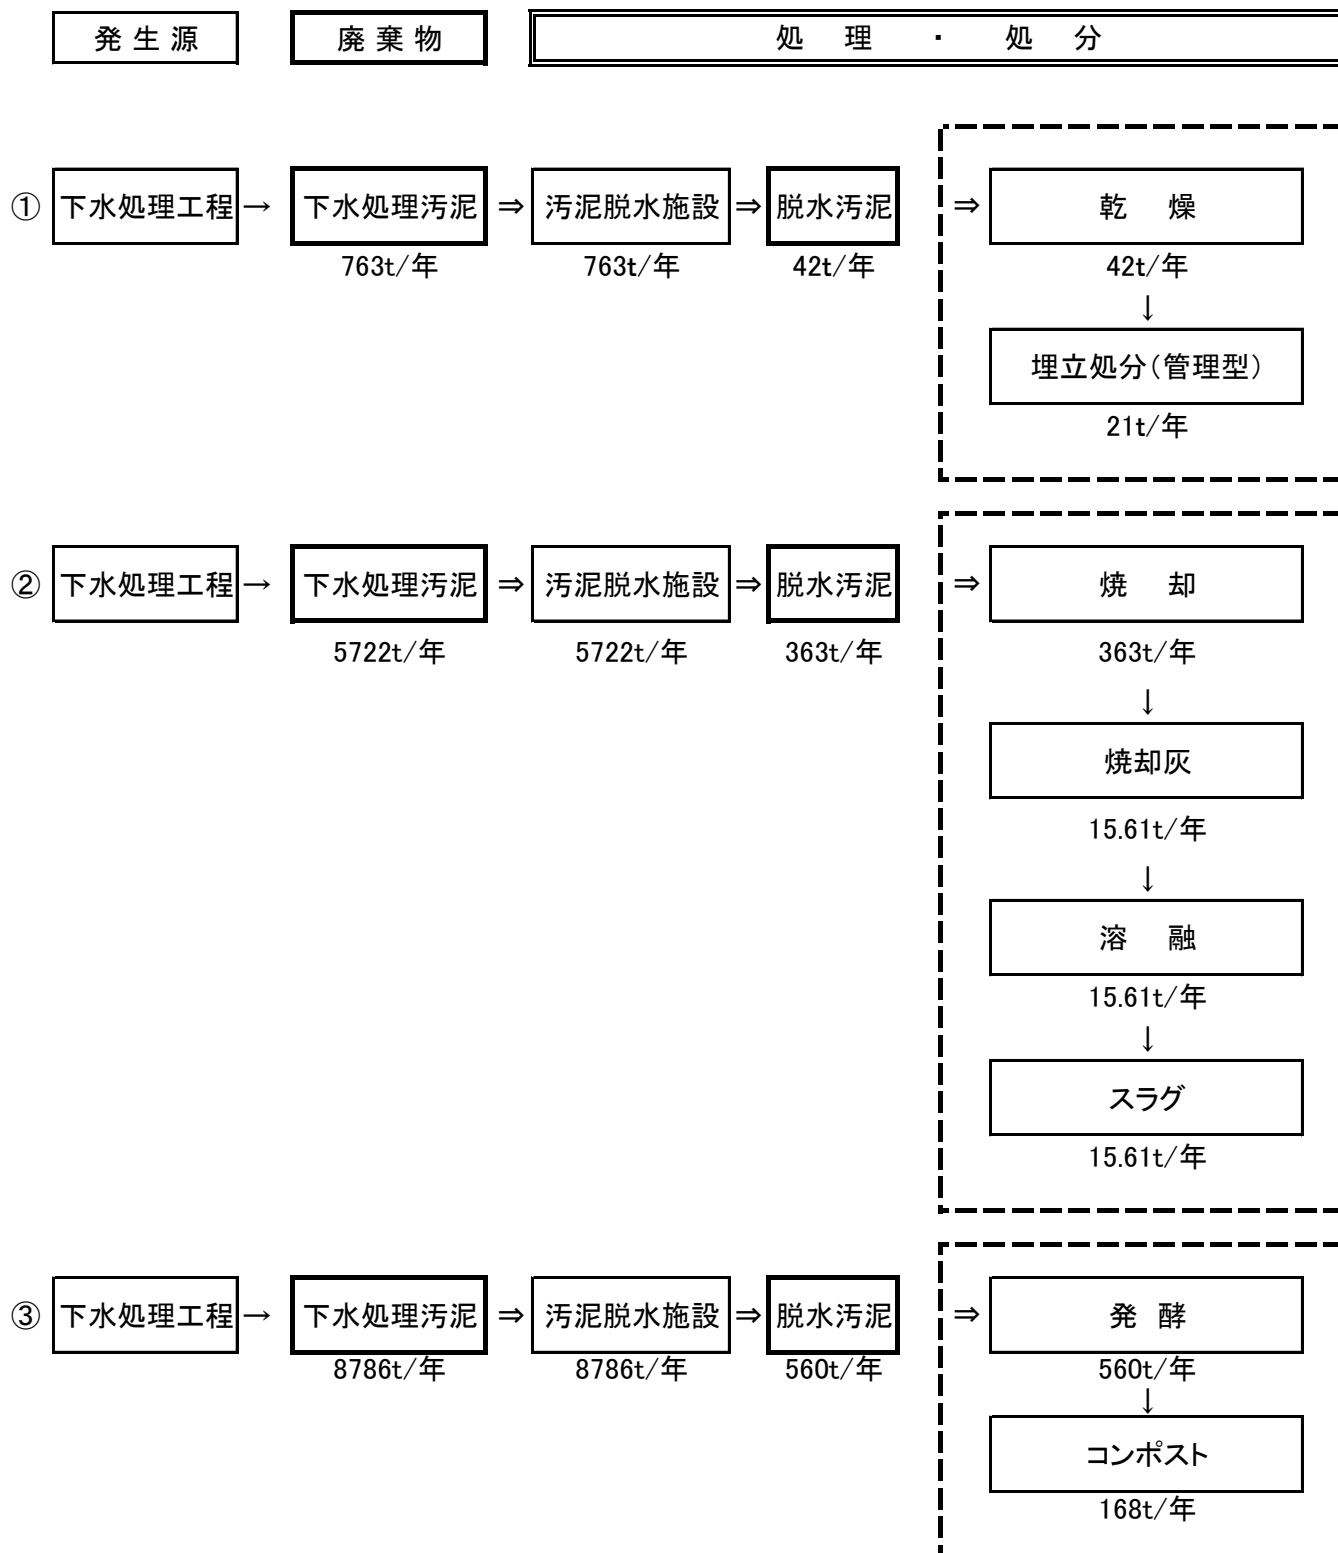 発生源 廃棄物 処理・処分
① 下水処理工程 → 下水処理汚泥 ⇒ 汚泥脱水施設 ⇒ 脱水汚泥 ⇒ 乾燥
763t/年 763t/年 42t/年 42t/年
↓
埋立処分(管理型)
21t/年
② 下水処理工程 → 下水処理汚泥 ⇒ 汚泥脱水施設 ⇒ 脱水汚泥 ⇒ 焼却
5722t/年 5722t/年 363t/年 363t/年
↓
焼却灰
15.61t/年
↓
溶融
15.61t/年
↓
スラグ
15.61t/年
③ 下水処理工程 → 下水処理汚泥 ⇒ 汚泥脱水施設 ⇒ 脱水汚泥 ⇒ 発酵
8786t/年 8786t/年 560t/年 560t/年
↓
コンポスト
168t/年